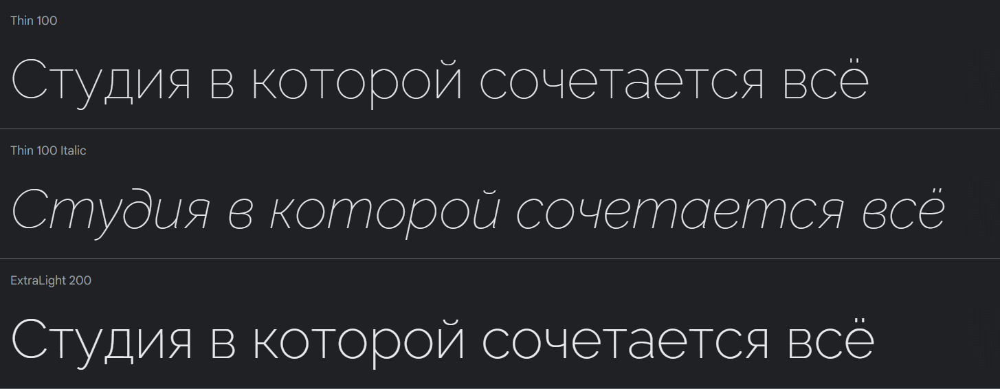 Thin 100
Студия в которой сочетается всё
Thin 100 Italic
Студия в которой сочетается всё
ExtraLight 200
Студия в которой сочетается всё